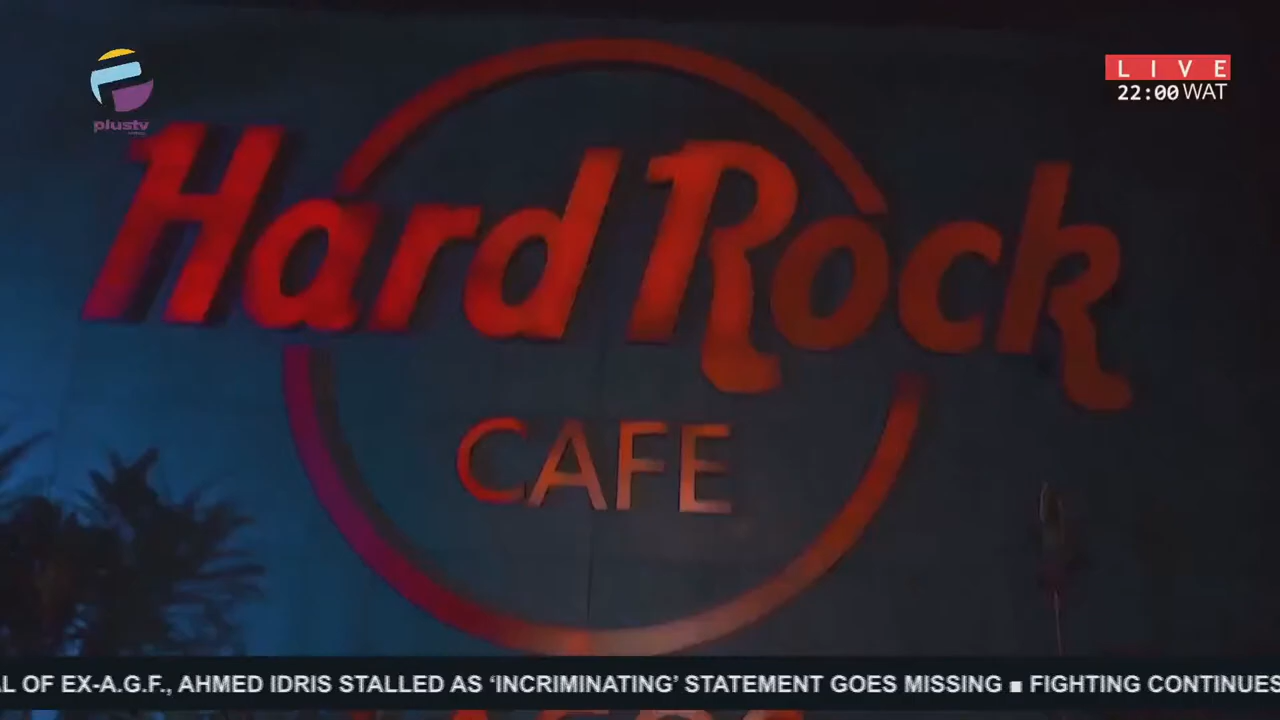 plustv
LIVE
22:00 WAT
Hard Rock
CAFE
L OF EX-A.G.F., AHMED IDRIS STALLED AS ‘INCRIMINATING’ STATEMENT GOES MISSING ■ FIGHTING CONTINUES